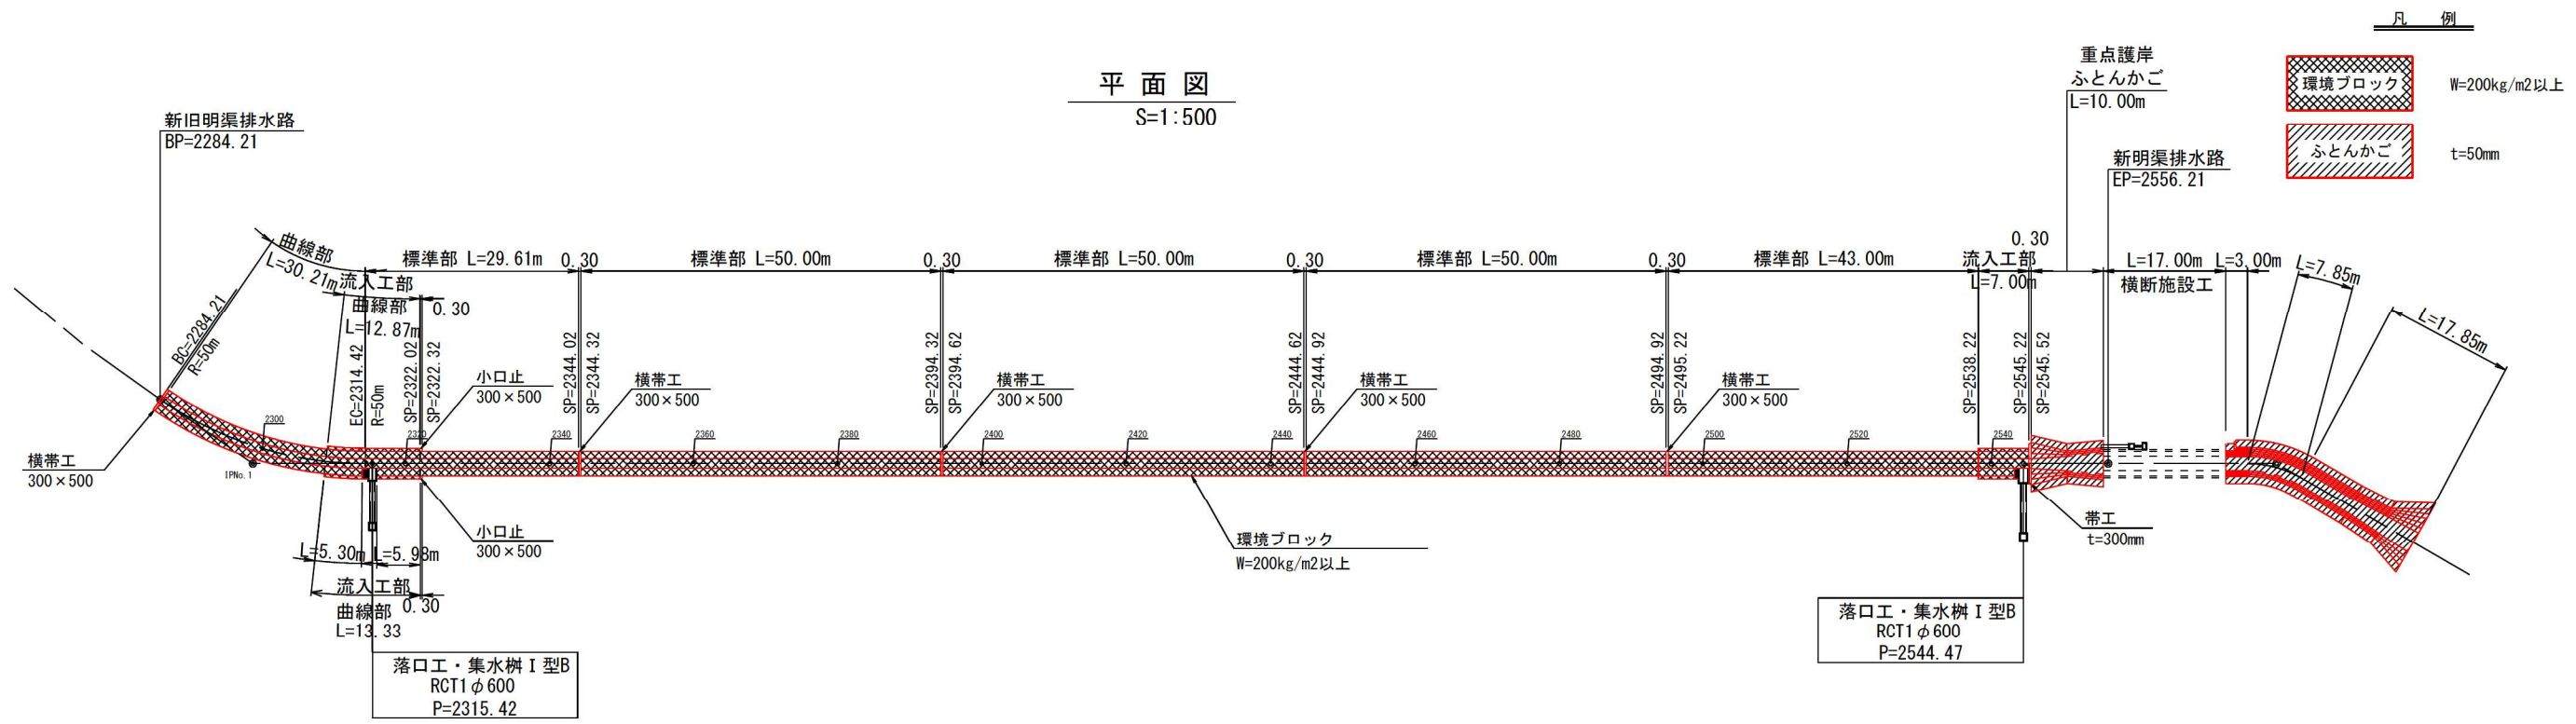 平面図
S=1:500
凡 例
環境ブロック
W=200kg/m2以上
ふとんかご
t=50mm
重点護岸
ふとんかご
L=10.00m
新明渠排水路
EP=2556.21
新旧明渠排水路
BP=2284.21
曲線部
L=30.21m
標準部 L=29.61m
0.30
標準部 L=50.00m
0.30
標準部 L=50.00m
0.30
標準部 L=50.00m
0.30
標準部 L=43.00m
流入工部
L=7.00m
0.30
L=17.00m
横断施設工
L=3.00m
L=7.85m
L=17.85m
流入工部
曲線部
L=12.87m
0.30
BC=2284.21
R=50m
EC=2314.42
R=50m
SP=2322.02
SP=2322.32
SP=2344.02
SP=2344.32
SP=2394.32
SP=2394.62
SP=2444.62
SP=2444.92
SP=2494.92
SP=2495.22
SP=2538.22
SP=2545.22
SP=2545.52
小口止
300×500
横帯工
300×500
横帯工
300×500
横帯工
300×500
横帯工
300×500
2300
2320
2340
2360
2380
2400
2420
2440
2460
2480
2500
2520
2540
横帯工
300×500
IPNo.1
小口止
300×500
環境ブロック
W=200kg/m2以上
帯工
t=300mm
L=5.30m
L=5.98m
流入工部
曲線部
L=13.33
0.30
落口工・集水桝Ⅰ型B
RCT1φ600
P=2315.42
落口工・集水桝Ⅰ型B
RCT1φ600
P=2544.47